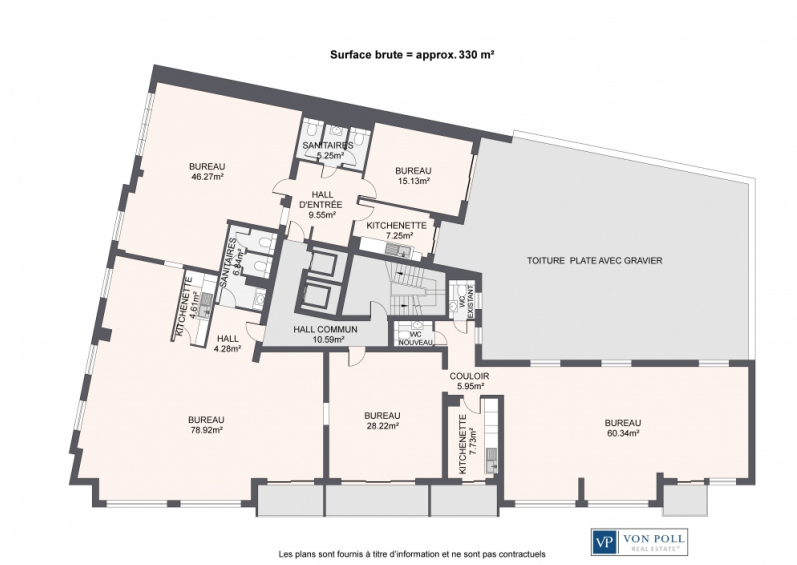 Surface brute = approx. 330 m²
SANITAIRES
5.25m²
BUREAU
46.27m²
BUREAU
15.13m²
HALL
D'ENTRÉE
9.55m²
KITCHENETTE
7.25m²
SANITAIRES
6.84m²
TOITURE PLATE AVEC GRAVIER
KITCHENETTE
4.61m²
WC
EXISTANT
HALL COMMUN
10.59m²
WC
NOUVEAU
HALL
4.28m²
COULOIR
5.95m²
BUREAU
78.92m²
BUREAU
28.22m²
KITCHENETTE
7.73m²
BUREAU
60.34m²
VP
VON POLL
REAL ESTATE
Les plans sont fournis à titre d'information et ne sont pas contractuels